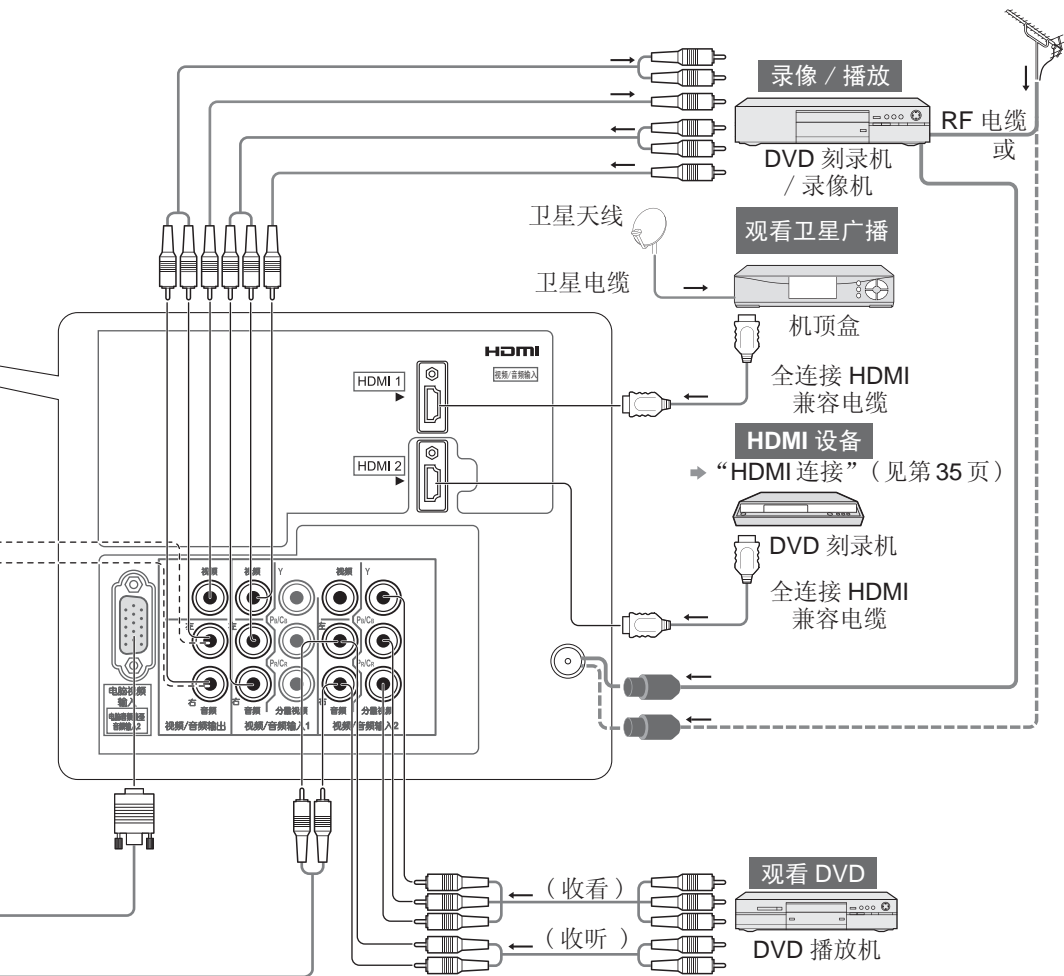 录像 / 播放
RF 电缆
或
DVD 刻录机
/ 录像机
卫星天线
观看卫星广播
卫星电缆
机顶盒
HDMI
视频/音频输入
HDMI 1
全连接 HDMI
兼容电缆
HDMI 设备
HDMI 2
➡ “HDMI 连接”（见第 35 页）
DVD 刻录机
全连接 HDMI
兼容电缆
视频
视频
Y
视频
Y
左
左
PB/CB
左
PB/CB
PR/CR
PR/CR
电脑视频
输入
右
右
右
音频
音频
分量视频
音频
分量视频
视频/音频输出
视频/音频输入1
视频/音频输入2
音频输入2
观看 DVD
（收看）
（收听 ）
DVD 播放机